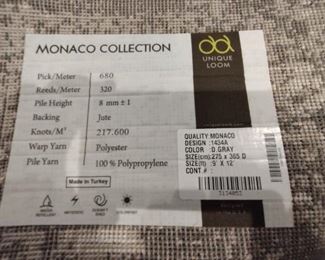 MONACO COLLECTION
UNIQUE
LOOM
Pick/Meter 680
Reeds/Meter 320
Pile Height 8 mm ± 1
Backing Jute
Knots/M² 217.600
Warp Yarn Polyester
Pile Yarn 100 % Polypropylene
Made in Turkey
QUALITY MONACO
DESIGN :1434A
COLOR :D.GRAY
SIZE(cm):275 x 365 D
SIZE(ft) :9' X 12'
CONT # :